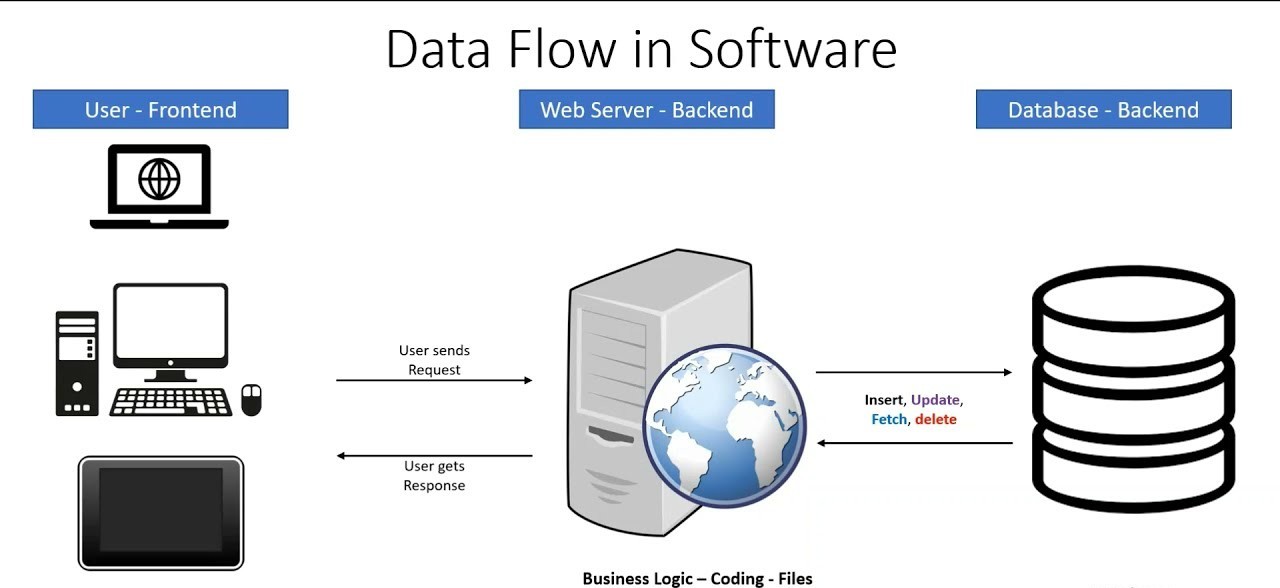 Data Flow in Software
User - Frontend
Web Server - Backend
Database - Backend
User sends
Request
User gets
Response
Insert, Update,
Fetch, delete
Business Logic – Coding - Files